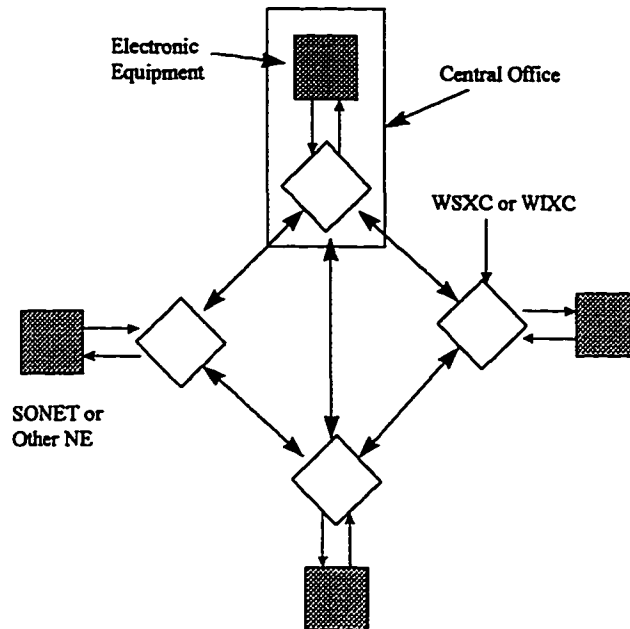 Electronic
Equipment
Central Office
WSXC or WIXC
SONET or
Other NE